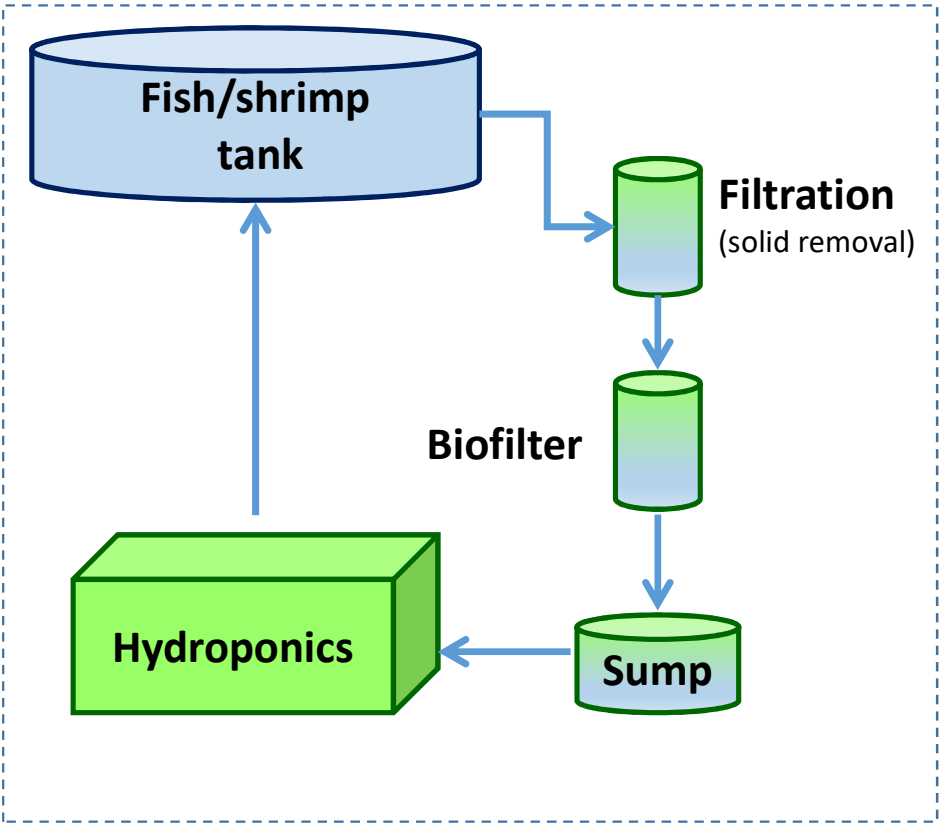 Fish/shrimp
tank
Filtration
(solid removal)
Biofilter
Hydroponics
Sump